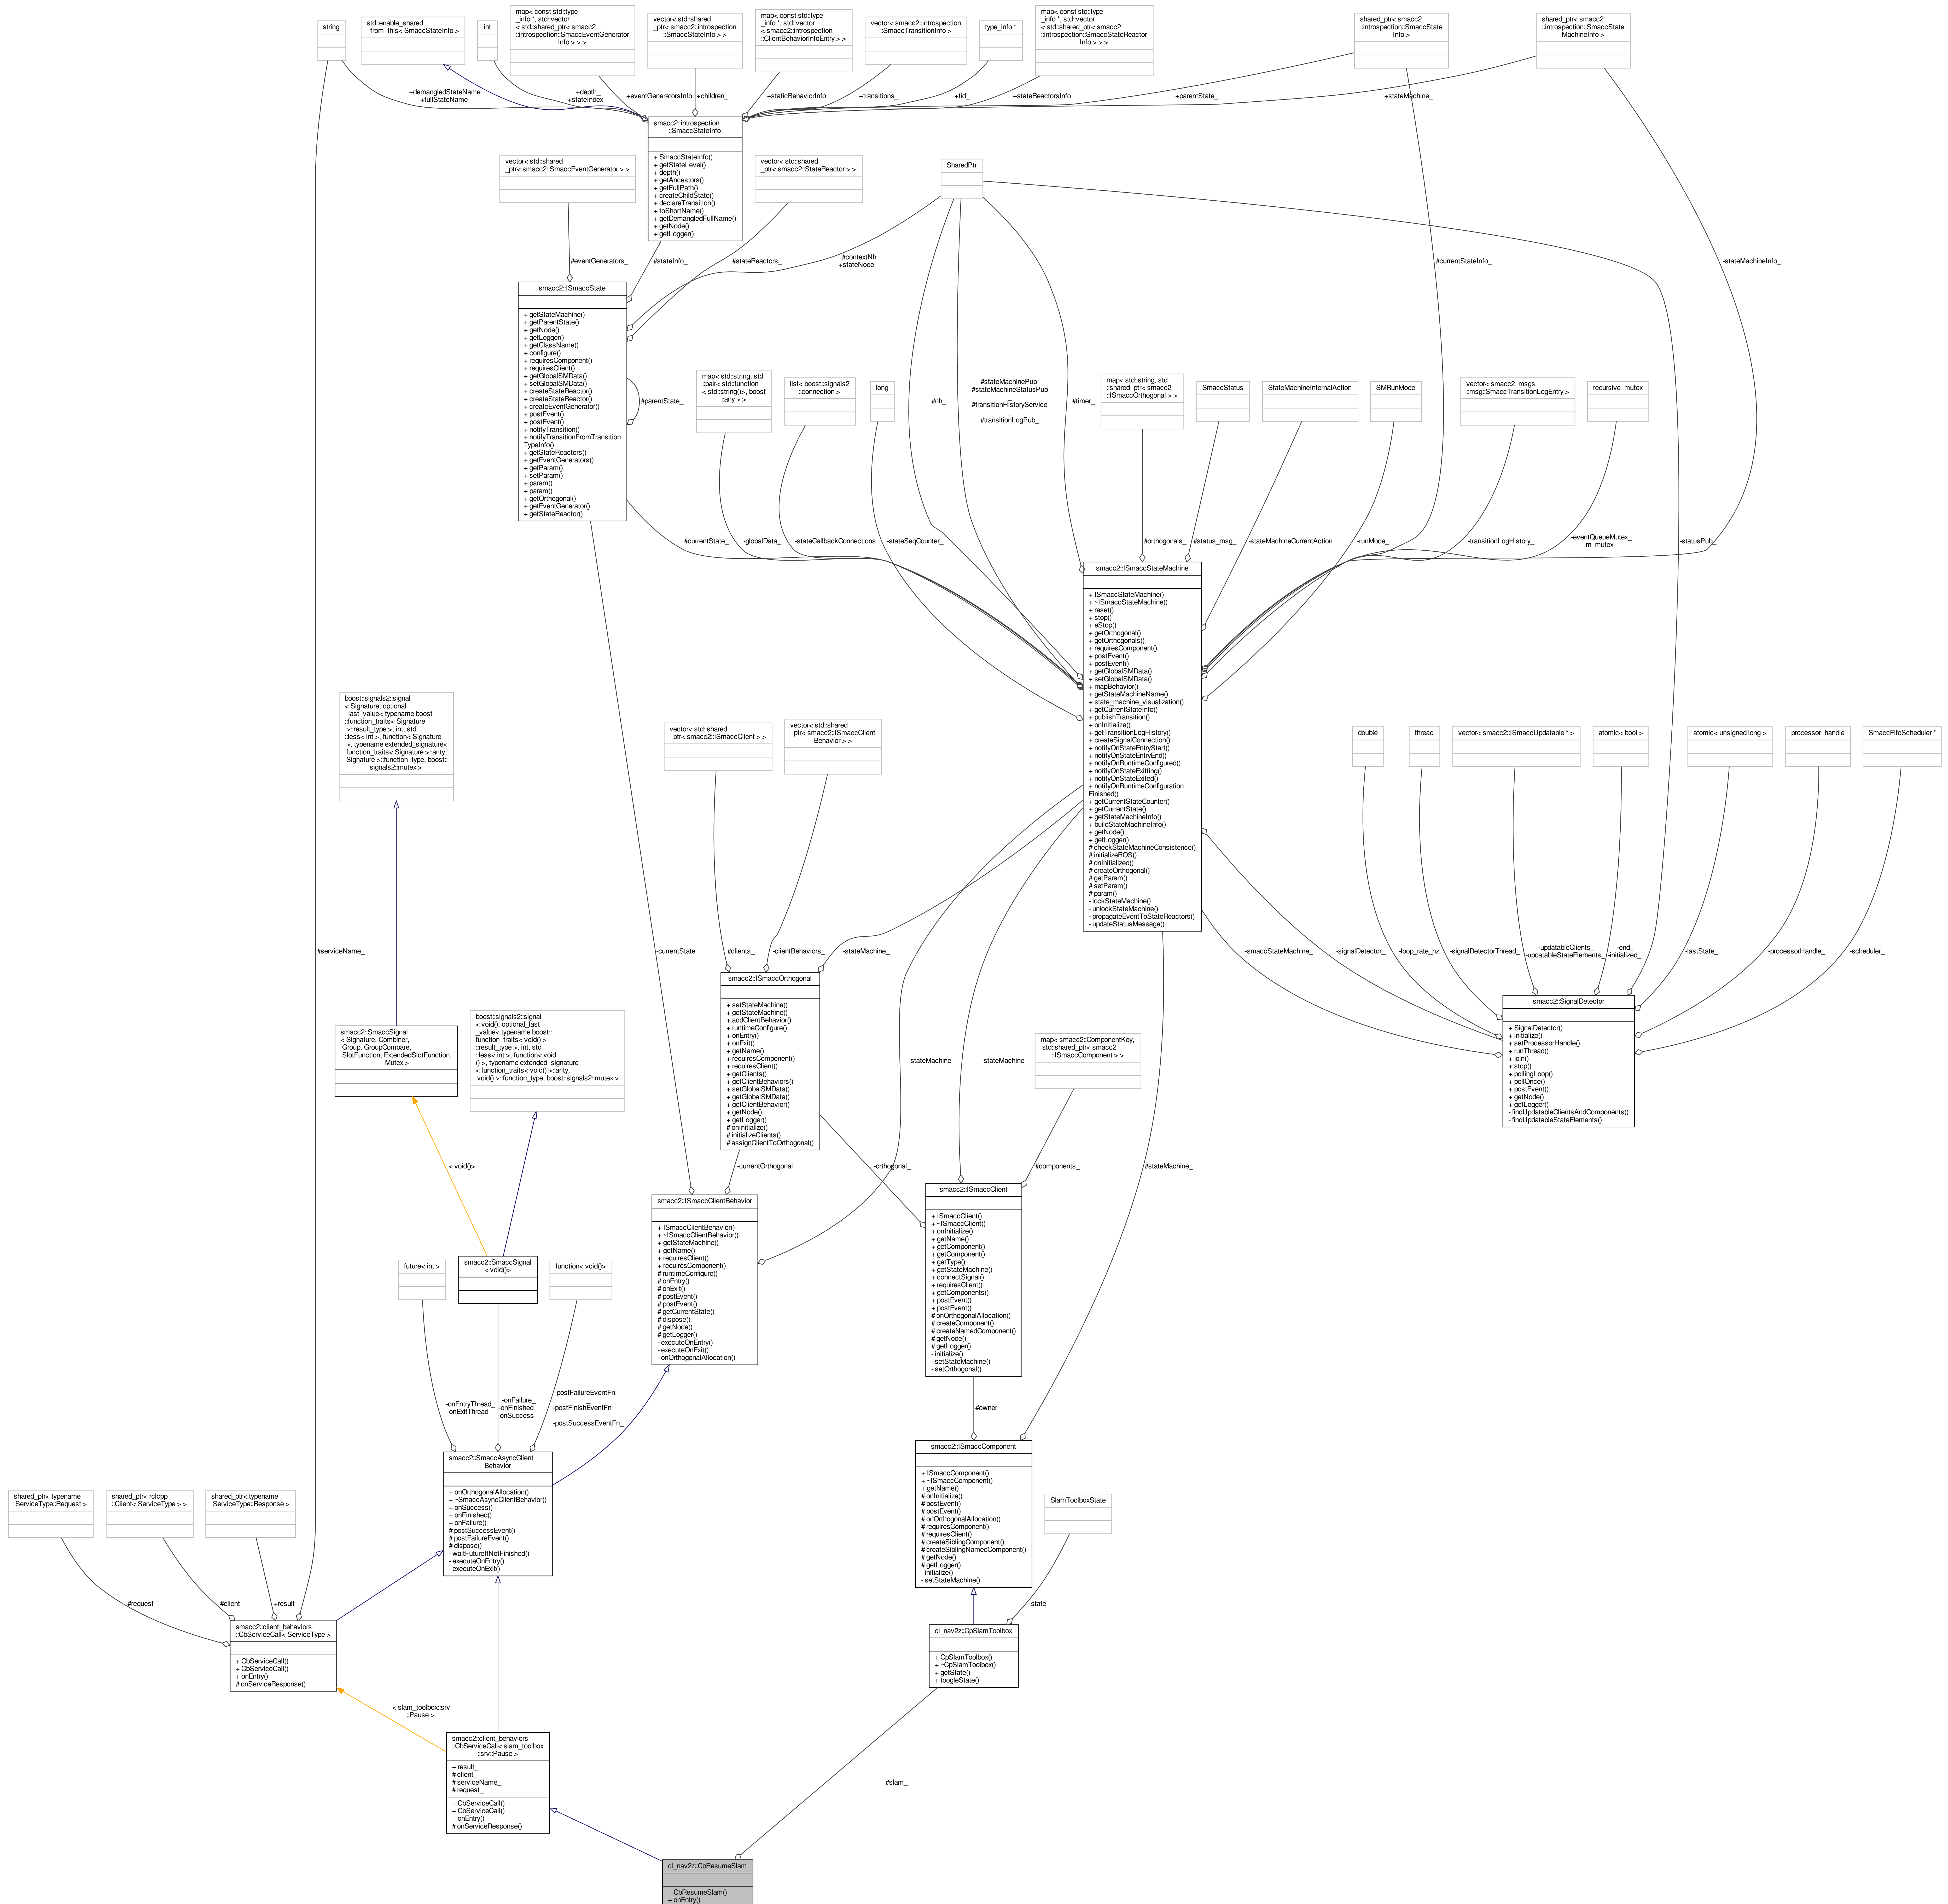 string
std::enable_shared
_from_this< SmaccStateInfo >
int
map< const std::type
_info *, std::vector
< std::shared_ptr< smacc2
::introspection::SmaccEventGenerator
Info > > >
vector< std::shared
_ptr< smacc2::introspection
::SmaccStateInfo > >
map< const std::type
_info *, std::vector
< smacc2::introspection
::ClientBehaviorInfoEntry > >
vector< smacc2::introspection
::SmaccTransitionInfo >
type_info *
map< const std::type
_info *, std::vector
< std::shared_ptr< smacc2
::introspection::SmaccStateReactor
Info > > >
shared_ptr< smacc2
::introspection::SmaccState
Info >
shared_ptr< smacc2
::introspection::SmaccState
MachineInfo >
+demangledStateName
+fullStateName
+depth_
+stateIndex_
+eventGeneratorsInfo
+children_
+staticBehaviorInfo
+transitions_
+tid_
+stateReactorsInfo
+parentState_
+stateMachine_
smacc2::introspection
::SmaccStateInfo
+ SmaccStateInfo()
+ getStateLevel()
+ depth()
+ getAncestors()
+ getFullPath()
+ createChildState()
+ declareTransition()
+ toShortName()
+ getDemangledFullName()
+ getNode()
+ getLogger()
vector< std::shared
_ptr< smacc2::SmaccEventGenerator > >
vector< std::shared
_ptr< smacc2::StateReactor > >
SharedPtr
#eventGenerators_
#stateInfo_
#stateReactors_
#contextNh
+stateNode_
#currentStateInfo_
-stateMachineInfo_
smacc2::ISmaccState
+ getStateMachine()
+ getParentState()
+ getNode()
+ getLogger()
+ getClassName()
+ configure()
+ requiresComponent()
+ requiresClient()
+ getGlobalSMData()
+ setGlobalSMData()
+ createStateReactor()
+ createStateReactor()
+ createEventGenerator()
+ postEvent()
+ postEvent()
+ notifyTransition()
+ notifyTransitionFromTransition
TypeInfo()
+ getStateReactors()
+ getEventGenerators()
+ getParam()
+ setParam()
+ param()
+ param()
+ getOrthogonal()
+ getEventGenerator()
+ getStateReactor()
#parentState_
map< std::string, std
::pair< std::function
< std::string()>, boost
::any > >
list< boost::signals2
::connection >
long
#nh_
#stateMachinePub_
#stateMachineStatusPub
_
#transitionHistoryService
_
#transitionLogPub_
#timer_
map< std::string, std
::shared_ptr< smacc2
::ISmaccOrthogonal > >
SmaccStatus
StateMachineInternalAction
SMRunMode
vector< smacc2_msgs
::msg::SmaccTransitionLogEntry >
recursive_mutex
#currentState_
-globalData_
-stateCallbackConnections
-stateSeqCounter_
#orthogonals_
#status_msg_
-stateMachineCurrentAction
-runMode_
-transitionLogHistory_
-eventQueueMutex_
-m_mutex_
-statusPub_
smacc2::ISmaccStateMachine
+ ISmaccStateMachine()
+ ~ISmaccStateMachine()
+ reset()
+ stop()
+ eStop()
+ getOrthogonal()
+ getOrthogonals()
+ requiresComponent()
+ postEvent()
+ postEvent()
+ getGlobalSMData()
+ setGlobalSMData()
+ mapBehavior()
+ getStateMachineName()
+ state_machine_visualization()
+ getCurrentStateInfo()
+ publishTransition()
+ onInitialize()
+ getTransitionLogHistory()
+ createSignalConnection()
+ notifyOnStateEntryStart()
+ notifyOnStateEntryEnd()
+ notifyOnRuntimeConfigured()
+ notifyOnStateExitting()
+ notifyOnStateExited()
+ notifyOnRuntimeConfiguration
Finished()
+ getCurrentStateCounter()
+ getCurrentState()
+ getStateMachineInfo()
+ buildStateMachineInfo()
+ getNode()
+ getLogger()
# checkStateMachineConsistence()
# initializeROS()
# onInitialized()
# createOrthogonal()
# getParam()
# setParam()
# param()
- lockStateMachine()
- unlockStateMachine()
- propagateEventToStateReactors()
- updateStatusMessage()
boost::signals2::signal
< Signature, optional
_last_value< typename boost
::function_traits< Signature
>::result_type >, int, std
::less< int >, function< Signature
>, typename extended_signature<
function_traits< Signature >::arity,
Signature >::function_type, boost::
signals2::mutex >
vector< std::shared
_ptr< smacc2::ISmaccClient > >
vector< std::shared
_ptr< smacc2::ISmaccClient
Behavior > >
double
thread
vector< smacc2::ISmaccUpdatable * >
atomic< bool >
atomic< unsigned long >
processor_handle
SmaccFifoScheduler *
#serviceName_
-currentState
#clients_
-clientBehaviors_
-stateMachine_
-smaccStateMachine_
-signalDetector_
-loop_rate_hz
-signalDetectorThread_
-updatableClients_
-updatableStateElements_
-end_
-initialized_
-lastState_
-processorHandle_
-scheduler_
smacc2::ISmaccOrthogonal
+ setStateMachine()
+ getStateMachine()
+ addClientBehavior()
+ runtimeConfigure()
+ onEntry()
+ onExit()
+ getName()
+ requiresComponent()
+ requiresClient()
+ getClients()
+ getClientBehaviors()
+ setGlobalSMData()
+ getGlobalSMData()
+ getClientBehavior()
+ getNode()
+ getLogger()
# onInitialize()
# initializeClients()
# assignClientToOrthogonal()
smacc2::SignalDetector
+ SignalDetector()
+ initialize()
+ setProcessorHandle()
+ runThread()
+ join()
+ stop()
+ pollingLoop()
+ pollOnce()
+ postEvent()
+ getNode()
+ getLogger()
- findUpdatableClientsAndComponents()
- findUpdatableStateElements()
smacc2::SmaccSignal
< Signature, Combiner,
Group, GroupCompare,
SlotFunction, ExtendedSlotFunction,
Mutex >
boost::signals2::signal
< void(), optional_last
_value< typename boost::
function_traits< void() >
::result_type >, int, std
::less< int >, function< void
() >, typename extended_signature
< function_traits< void() >::arity,
void() >::function_type, boost::signals2::mutex >
-stateMachine_
-stateMachine_
map< smacc2::ComponentKey,
std::shared_ptr< smacc2
::ISmaccComponent > >
< void()>
-currentOrthogonal
-orthogonal_
#components_
#stateMachine_
smacc2::ISmaccClientBehavior
+ ISmaccClientBehavior()
+ ~ISmaccClientBehavior()
+ getStateMachine()
+ getName()
+ requiresClient()
+ requiresComponent()
# runtimeConfigure()
# onEntry()
# onExit()
# postEvent()
# postEvent()
# getCurrentState()
# dispose()
# getNode()
# getLogger()
- executeOnEntry()
- executeOnExit()
- onOrthogonalAllocation()
smacc2::ISmaccClient
+ ISmaccClient()
+ ~ISmaccClient()
+ onInitialize()
+ getName()
+ getComponent()
+ getComponent()
+ getType()
+ getStateMachine()
+ connectSignal()
+ requiresClient()
+ getComponents()
+ postEvent()
+ postEvent()
# onOrthogonalAllocation()
# createComponent()
# createNamedComponent()
# getNode()
# getLogger()
- initialize()
- setStateMachine()
- setOrthogonal()
future< int >
smacc2::SmaccSignal
< void()>
function< void()>
-onEntryThread_
-onExitThread_
-onFailure_
-onFinished_
-onSuccess_
-postFailureEventFn
_
-postFinishEventFn
_
-postSuccessEventFn_
#owner_
smacc2::SmaccAsyncClient
Behavior
+ onOrthogonalAllocation()
+ ~SmaccAsyncClientBehavior()
+ onSuccess()
+ onFinished()
+ onFailure()
# postSuccessEvent()
# postFailureEvent()
# dispose()
- waitFutureIfNotFinished()
- executeOnEntry()
- executeOnExit()
smacc2::ISmaccComponent
+ ISmaccComponent()
+ ~ISmaccComponent()
+ getName()
# onInitialize()
# postEvent()
# postEvent()
# onOrthogonalAllocation()
# requiresComponent()
# requiresClient()
# createSiblingComponent()
# createSiblingNamedComponent()
# getNode()
# getLogger()
- initialize()
- setStateMachine()
SlamToolboxState
shared_ptr< typename
ServiceType::Request >
shared_ptr< rclcpp
::Client< ServiceType > >
shared_ptr< typename
ServiceType::Response >
#request_
#client_
+result_
-state_
smacc2::client_behaviors
::CbServiceCall< ServiceType >
+ CbServiceCall()
+ CbServiceCall()
+ onEntry()
# onServiceResponse()
cl_nav2z::CpSlamToolbox
+ CpSlamToolbox()
+ ~CpSlamToolbox()
+ getState()
+ toogleState()
< slam_toolbox::srv
::Pause >
smacc2::client_behaviors
::CbServiceCall< slam_toolbox
::srv::Pause >
+ result_
# client_
# serviceName_
# request_
+ CbServiceCall()
+ CbServiceCall()
+ onEntry()
# onServiceResponse()
#slam_
cl_nav2z::CbResumeSlam
+ CbResumeSlam()
+ onEntry()